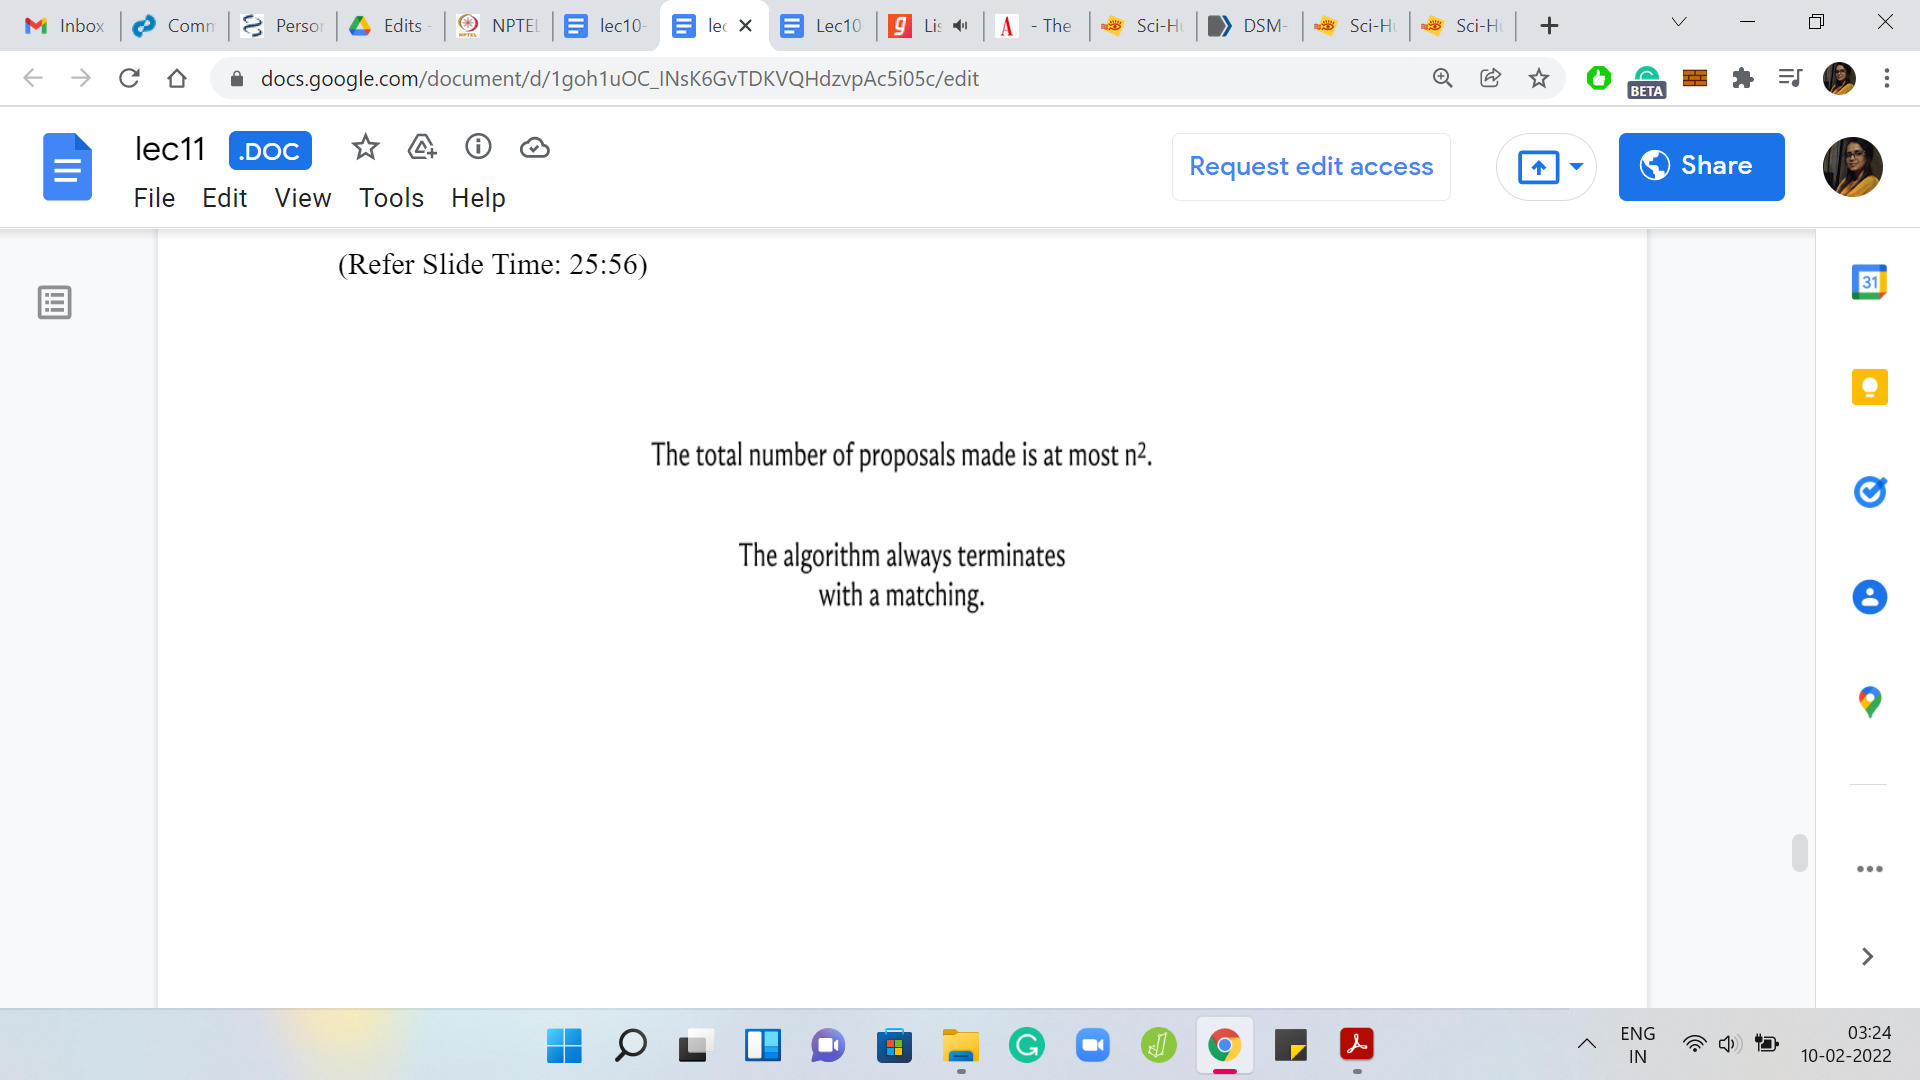 Inbox
Comm
Person
Edits -
NPTEL
lec10-
lec
Lec10
Lis
- The
Sci-Hu
DSM-
Sci-Hu
Sci-Hu
docs.google.com/document/d/1goh1uOC_INsK6GvTDKVQHdzvpAc5i05c/edit
BETA
lec11 .DOC
File Edit View Tools Help
Request edit access
Share
(Refer Slide Time: 25:56)
The total number of proposals made is at most n².
The algorithm always terminates
with a matching.
31
ENG
IN
03:24
10-02-2022